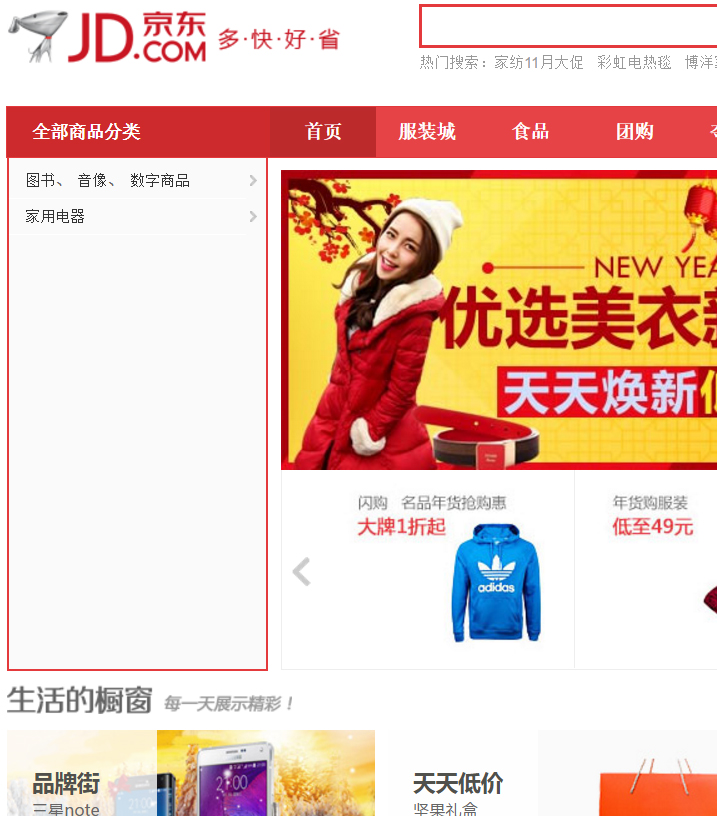 京东
JD.COM 多·快·好·省
热门搜索：家纺11月大促 彩虹电热毯 博洋
全部商品分类 首页 服装城 食品 团购
图书、 音像、 数字商品
家用电器
NEW YEA
优选美衣新
天天焕新
闪购 名品年货抢购惠
大牌1折起
年货购服装
低至49元
adidas
生活的橱窗 每一天展示精彩！
品牌街
三星note
天天低价
坚果礼盒